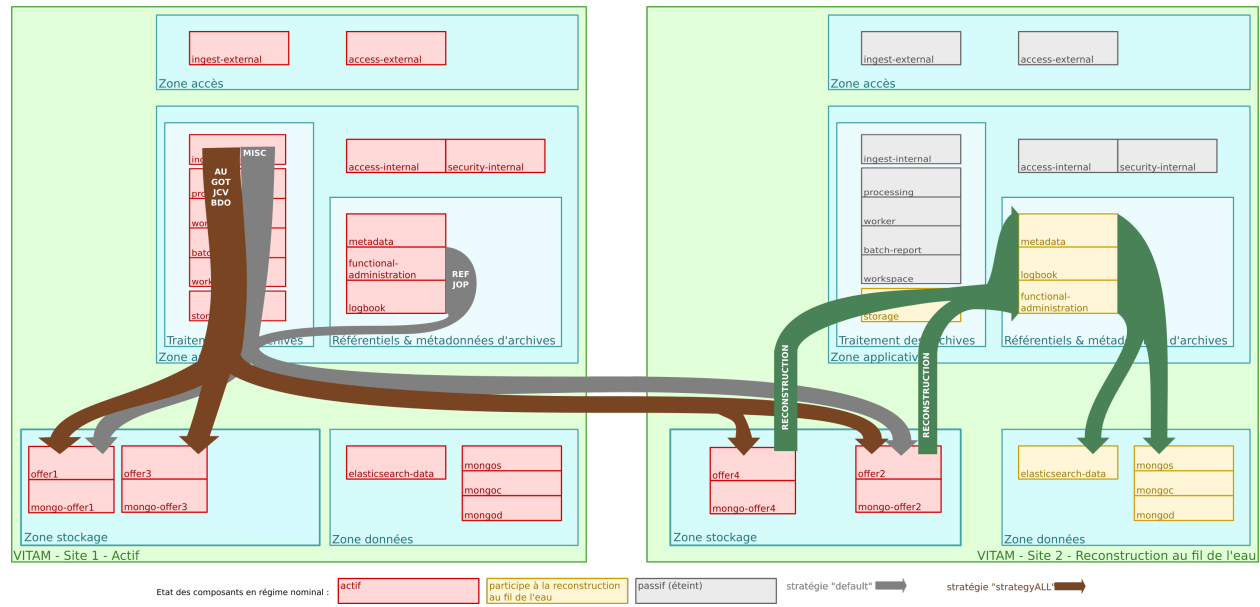 ingest-external
access-external
Zone accès
MISC
AU
GOT
JCV
BDO
access-internal
security-internal
metadata
functional-
administration
logbook
REF
JOP
Référentiels & métadonnées d'archives
offer1
mongo-offer1
offer3
mongo-offer3
Zone stockage
elasticsearch-data
mongos
mongoc
mongod
Zone données
VITAM - Site 1 - Actif
ingest-external
access-external
Zone accès
ingest-internal
processing
worker
batch-report
workspace
storage
Traitement des archives
access-internal
security-internal
metadata
logbook
functional-
administration
Référentiels & d'archives
RECONSTRUCTION
RECONSTRUCTION
offer4
mongo-offer4
offer2
mongo-offer2
Zone stockage
elasticsearch-data
mongos
mongoc
mongod
Zone données
VITAM - Site 2 - Reconstruction au fil de l'eau
Etat des composants en régime nominal :
actif
participe à la reconstruction
au fil de l'eau
passif (éteint)
stratégie "default"
stratégie "strategyALL"